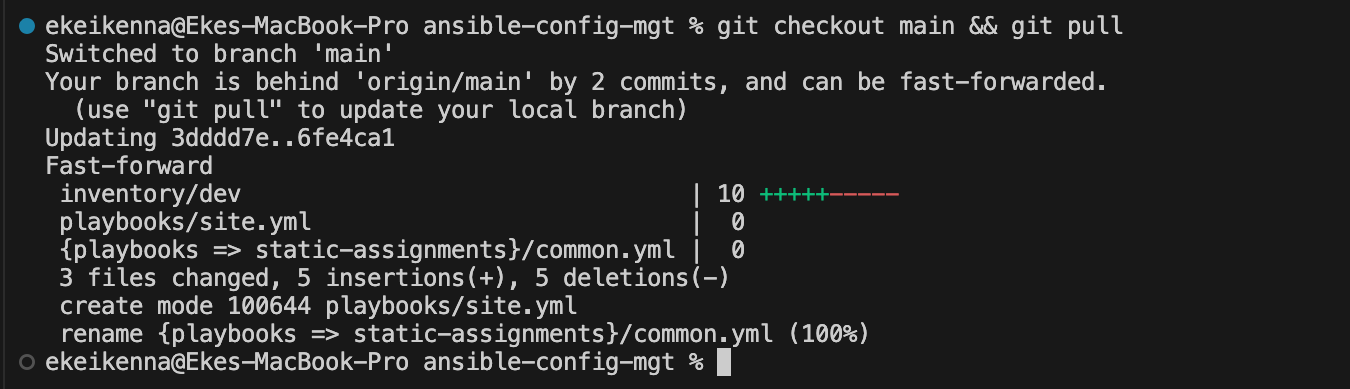 ekeikenna@Ekes-MacBook-Pro ansible-config-mgt % git checkout main && git pull
Switched to branch 'main'
Your branch is behind 'origin/main' by 2 commits, and can be fast-forwarded.
  (use "git pull" to update your local branch)
Updating 3dddd7e..6fe4ca1
Fast-forward
 inventory/dev                                | 10 +++++-----
 playbooks/site.yml                           |  0
 {playbooks => static-assignments}/common.yml |  0
 3 files changed, 5 insertions(+), 5 deletions(-)
 create mode 100644 playbooks/site.yml
 rename {playbooks => static-assignments}/common.yml (100%)
ekeikenna@Ekes-MacBook-Pro ansible-config-mgt %